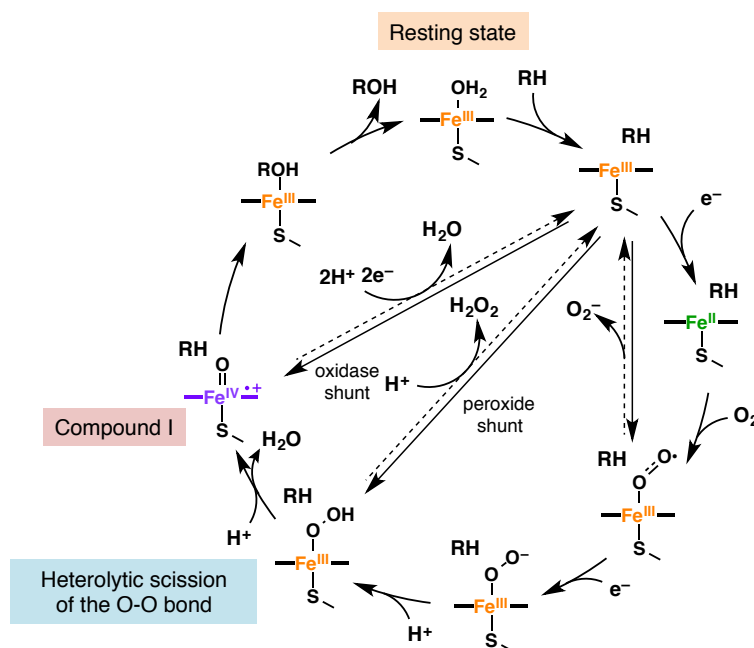 Resting state
ROH
OH₂
Feᴵᴵᴵ
S
RH
RH
Feᴵᴵᴵ
S
e⁻
RH
Feᴵᴵ
S
O₂
RH
O
O•
Feᴵᴵᴵ
S
e⁻
RH
O
O⁻
Feᴵᴵᴵ
S
H⁺
RH
O
OH
Feᴵᴵᴵ
S
Heterolytic scission
of the O-O bond
H⁺
H₂O
Compound I
RH
O
Feᴵⱽ •+
S
ROH
Feᴵᴵᴵ
S
H₂O
2H⁺ 2e⁻
oxidase
shunt
H₂O₂
H⁺
peroxide
shunt
O₂⁻